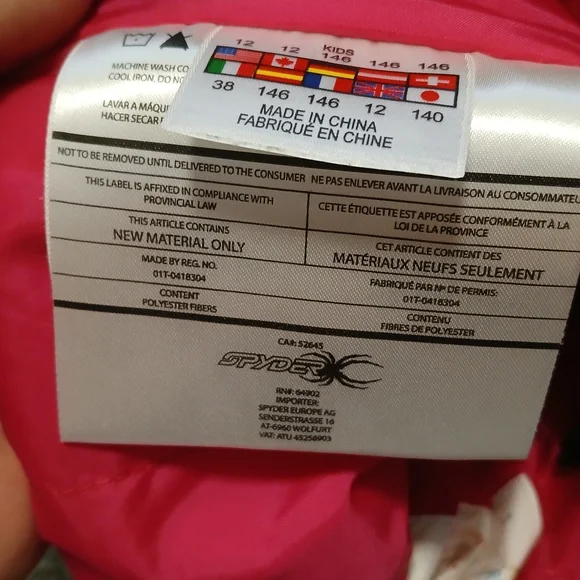 12 12 KIDS 146 146 146
38 146 146 12 140
MADE IN CHINA
FABRIQUÉ EN CHINE
MACHINE WASH CO
COOL IRON. DO NO
LAVAR A MÁQU
HACER SECAR
NOT TO BE REMOVED UNTIL DELIVERED TO THE CONSUMER
NE PAS ENLEVER AVANT LA LIVRAISON AU CONSOMMATEU
THIS LABEL IS AFFIXED IN COMPLIANCE WITH
PROVINCIAL LAW
CETTE ÉTIQUETTE EST APPOSÉE CONFORMÉMENT À LA
LOI DE LA PROVINCE
THIS ARTICLE CONTAINS
NEW MATERIAL ONLY
CET ARTICLE CONTIENT DES
MATÉRIAUX NEUFS SEULEMENT
MADE BY REG. NO.
01T-0418304
FABRIQUÉ PAR Nº DE PERMIS:
01T-0418304
CONTENT
POLYESTER FIBERS
CONTENU
FIBRES DE POLYESTER
CA#: 52645
SPYDER
RN#: 64902
IMPORTER:
SPYDER EUROPE AG
SENDERSTRASSE 16
AT-6960 WOLFURT
VAT: ATU 45258903